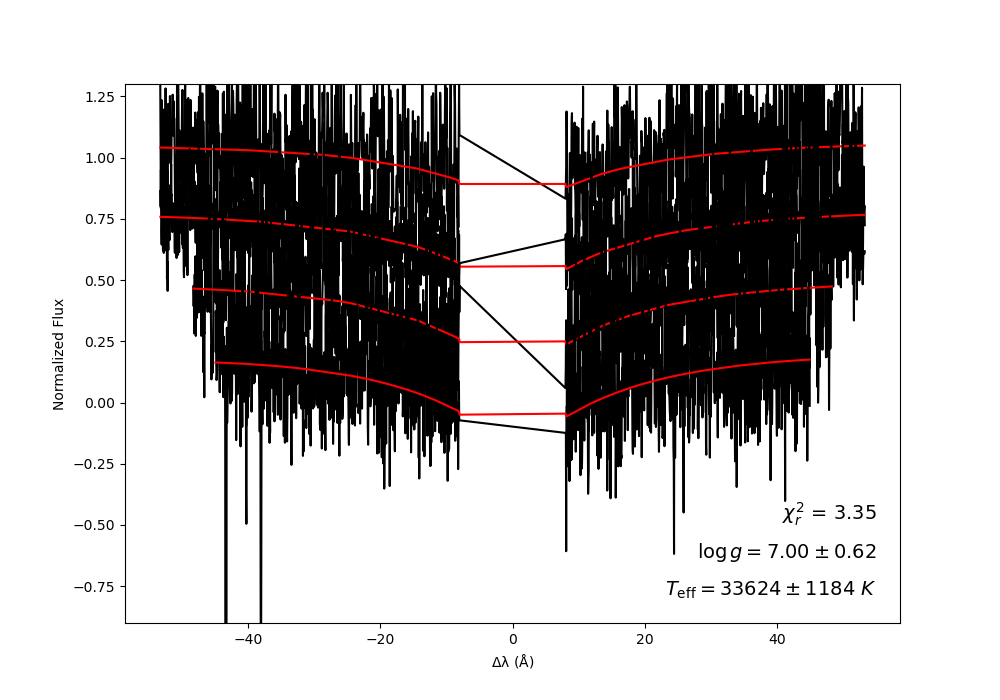 1.25
1.00
0.75
0.50
0.25
0.00
−0.25
−0.50
−0.75
Normalized Flux
χ²ᵣ = 3.35
log g = 7.00 ± 0.62
T_eff = 33624 ± 1184 K
−40 −20 0 20 40
Δλ (Å)